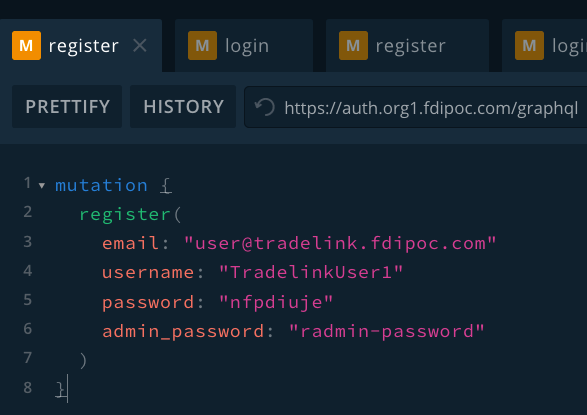 M register × M login M register M logi
PRETTIFY HISTORY https://auth.org1.fdipoc.com/graphql
1 mutation {
2 register(
3 email: "user@tradelink.fdipoc.com"
4 username: "TradelinkUser1"
5 password: "nfpdiuje"
6 admin_password: "radmin-password"
7 )
8 }